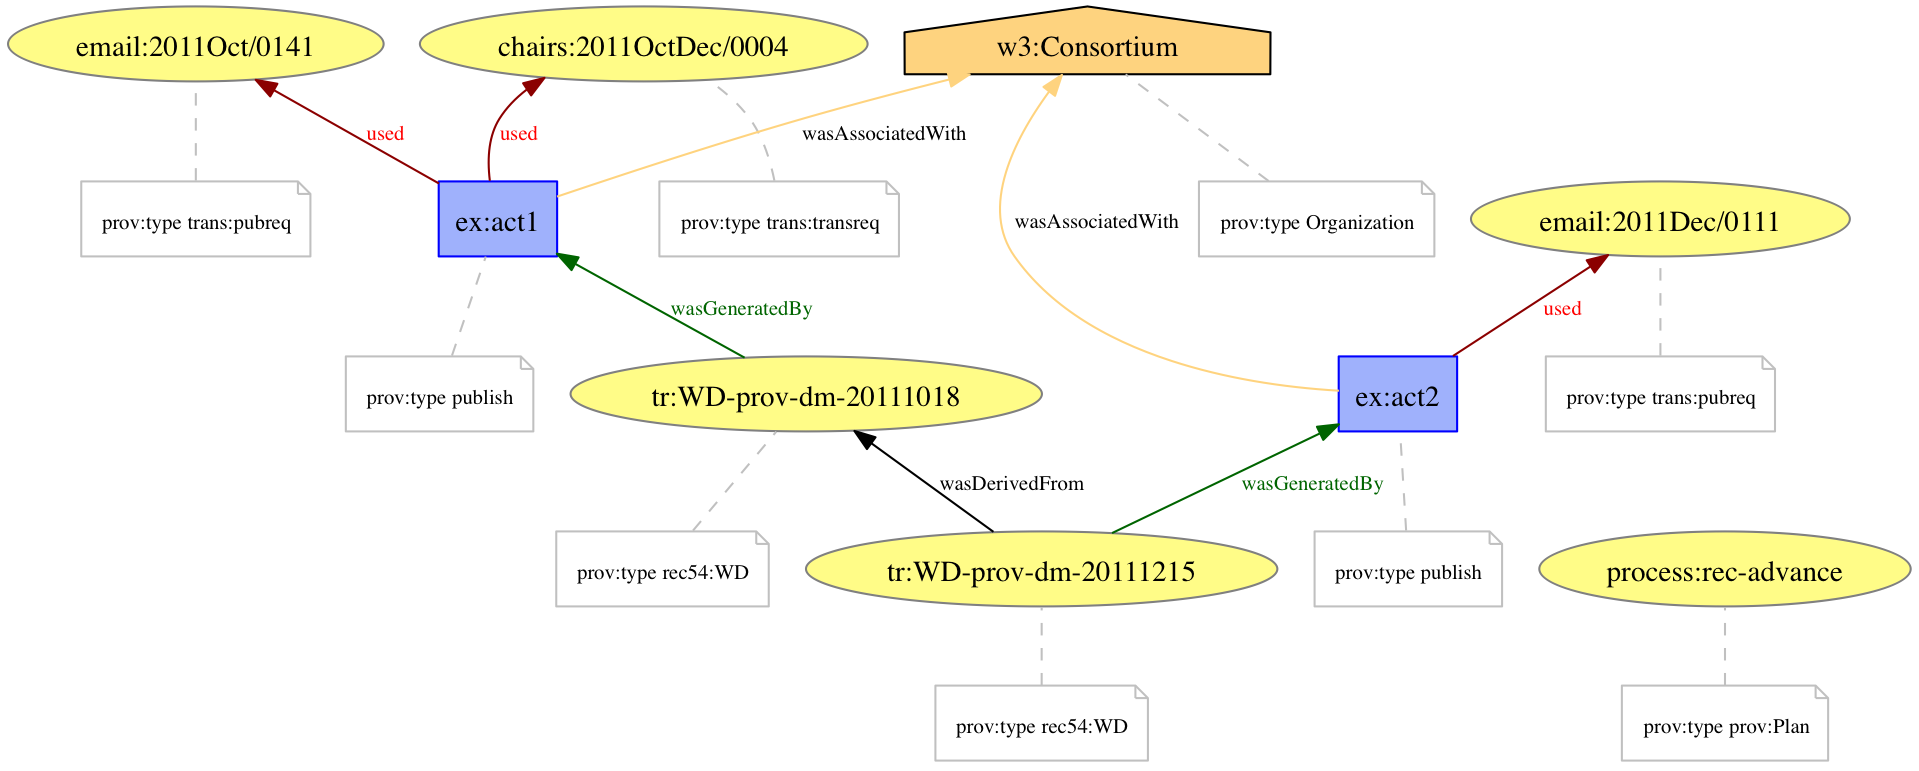 email:2011Oct/0141
chairs:2011OctDec/0004
w3:Consortium
used
used
wasAssociatedWith
prov:type trans:pubreq
ex:act1
prov:type trans:transreq
wasAssociatedWith
prov:type Organization
email:2011Dec/0111
wasGeneratedBy
used
prov:type publish
tr:WD-prov-dm-20111018
ex:act2
prov:type trans:pubreq
wasDerivedFrom
wasGeneratedBy
prov:type rec54:WD
tr:WD-prov-dm-20111215
prov:type publish
process:rec-advance
prov:type rec54:WD
prov:type prov:Plan